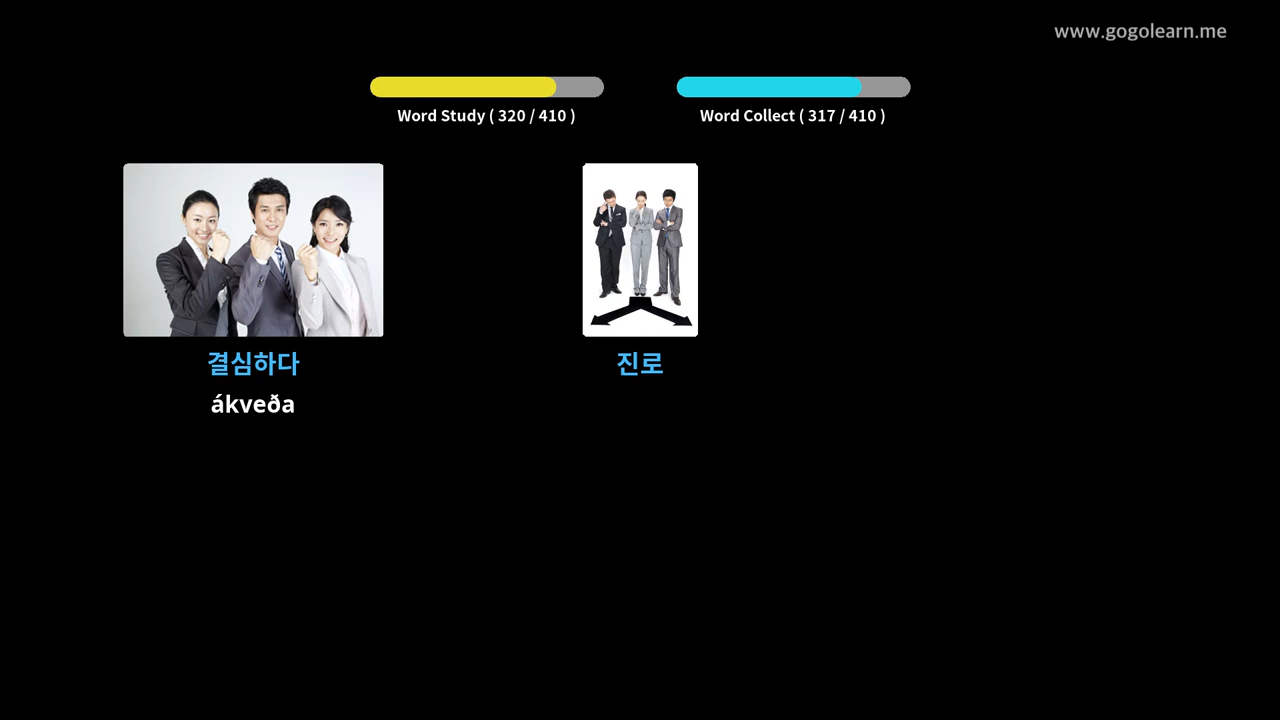 www.gogolearn.me
Word Study ( 320 / 410 )
Word Collect ( 317 / 410 )
결심하다
진로
ákveða